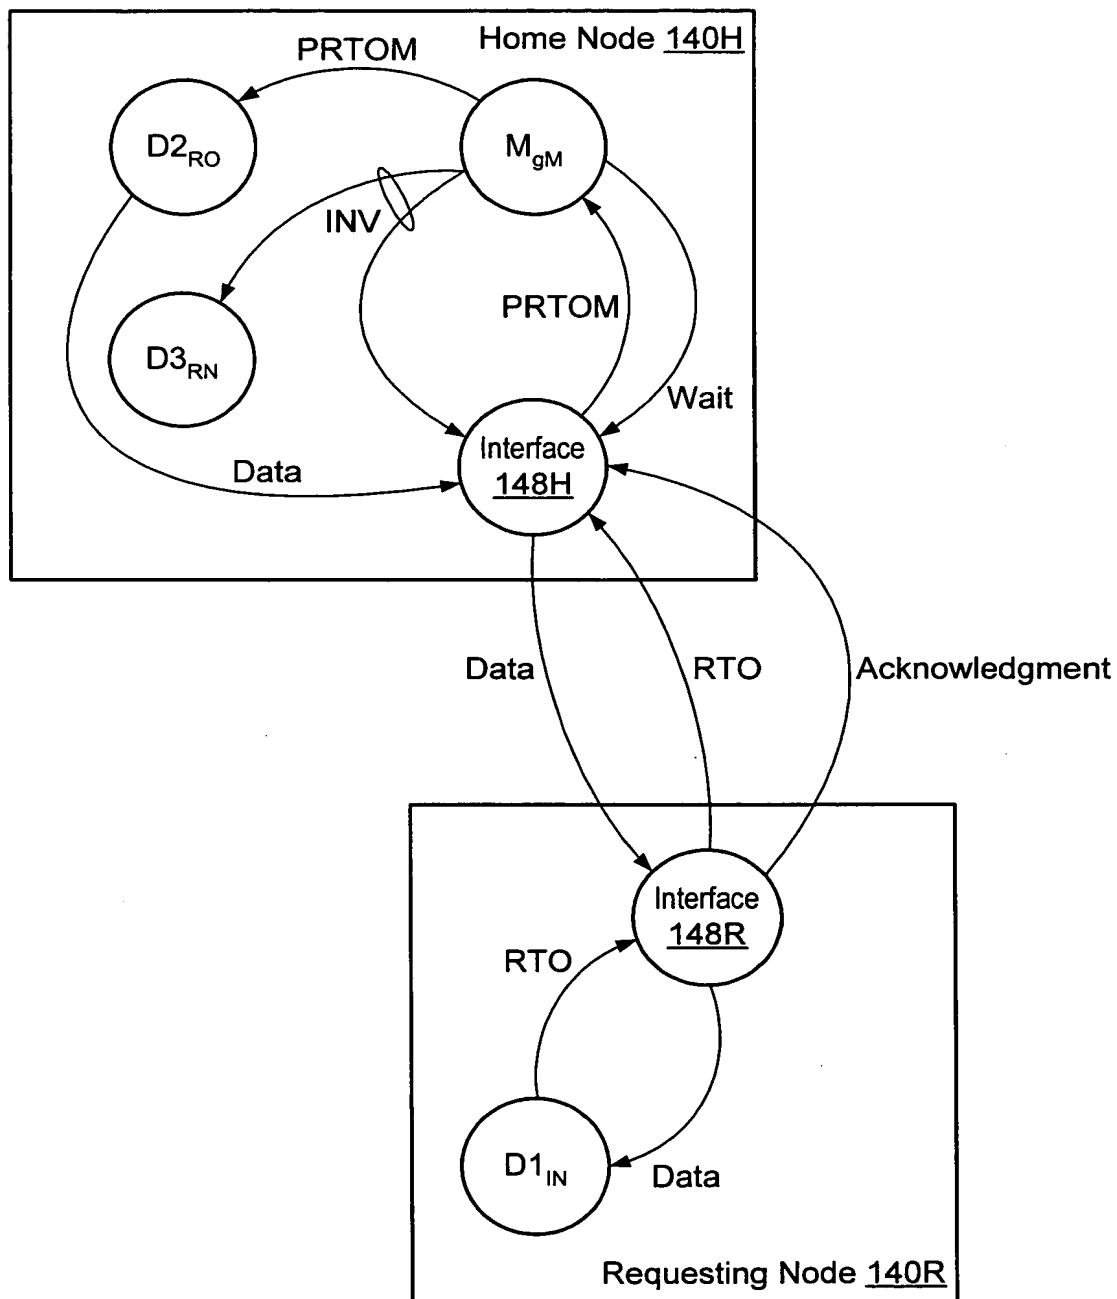 Home Node 140H
PRTOM
D2RO
MgM
INV
PRTOM
D3RN
Wait
Interface
148H
Data
Data
RTO
Acknowledgment
Interface
148R
RTO
D1IN
Data
Requesting Node 140R